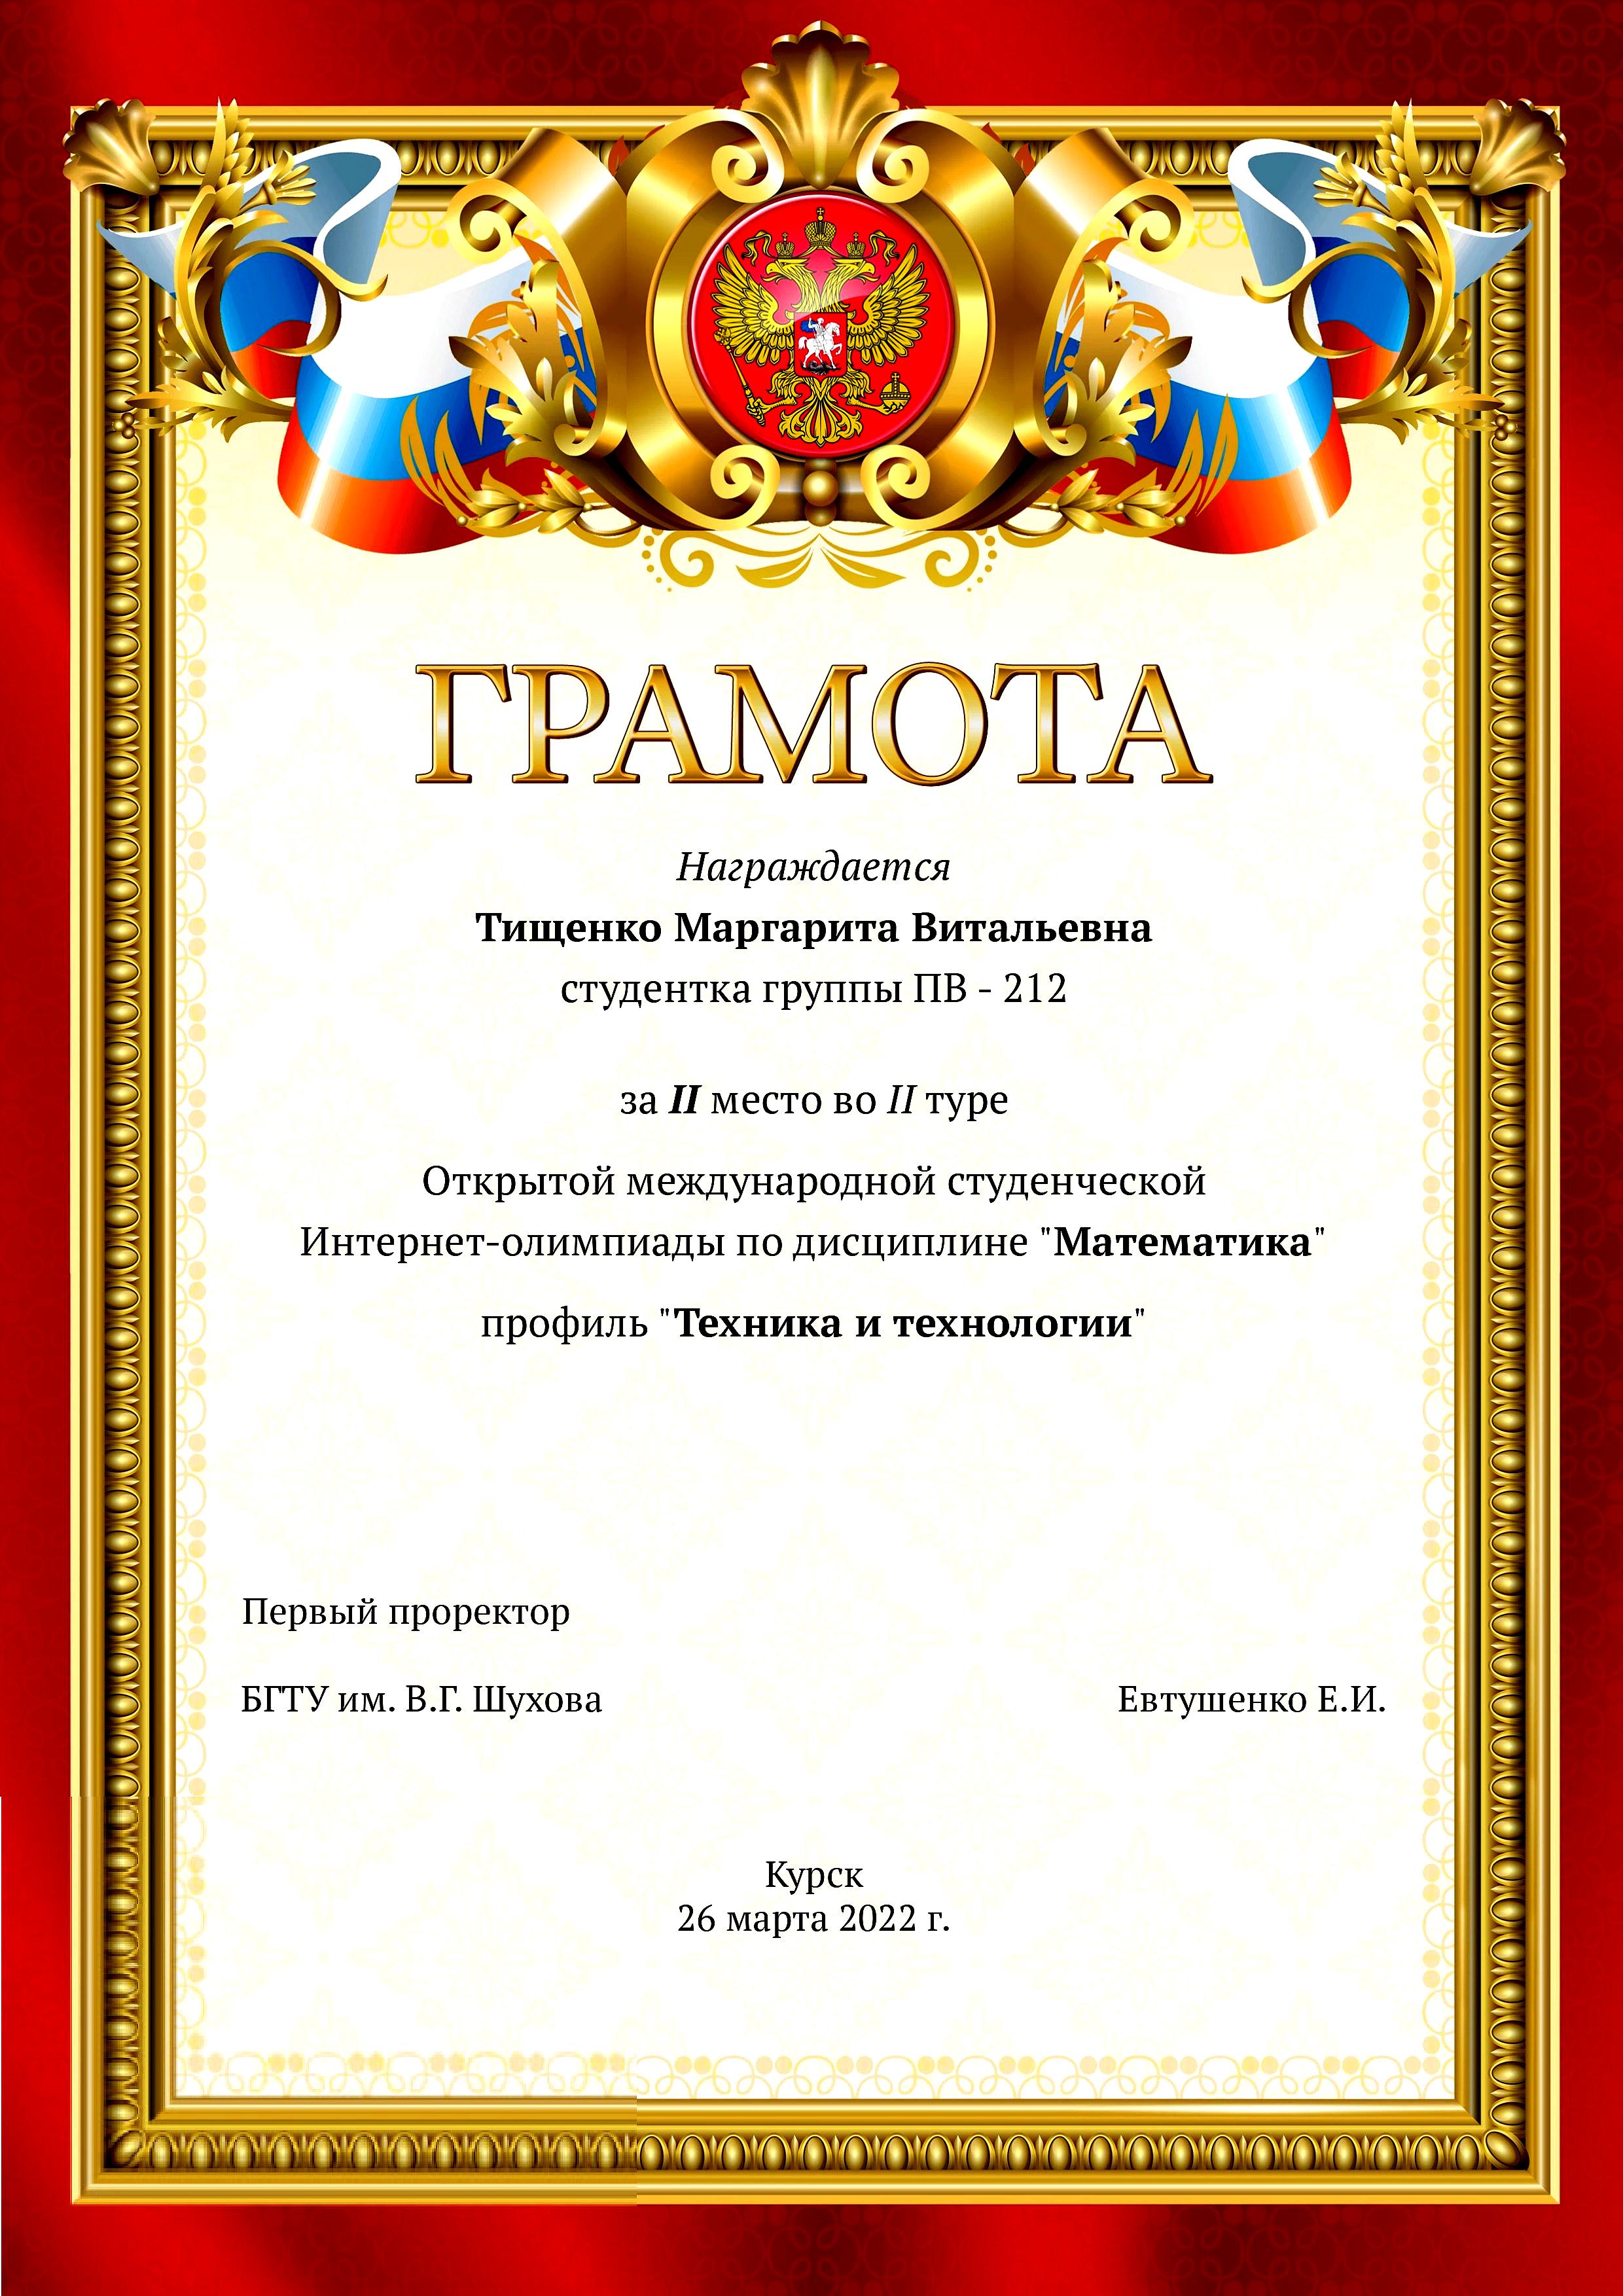 ГРАМОТА
Награждается
Тищенко Маргарита Витальевна
студентка группы ПВ - 212
за II место во II туре
Открытой международной студенческой
Интернет-олимпиады по дисциплине "Математика"
профиль "Техника и технологии"
Первый проректор
БГТУ им. В.Г. Шухова Евтушенко Е.И.
Курск
26 марта 2022 г.